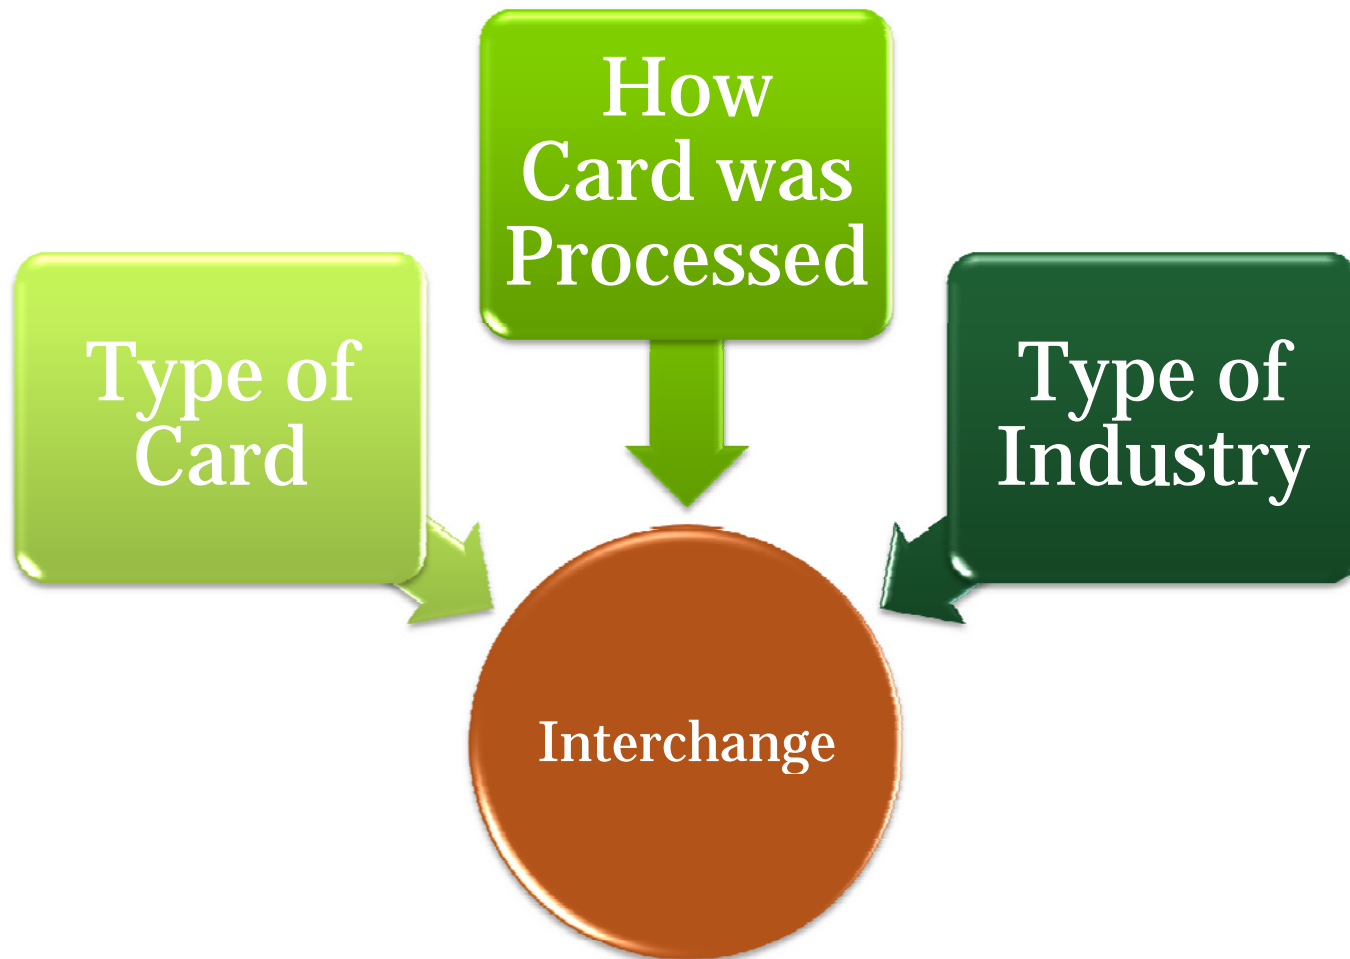 How
Card was
Processed
Type of
Card
Type of
Industry
Interchange